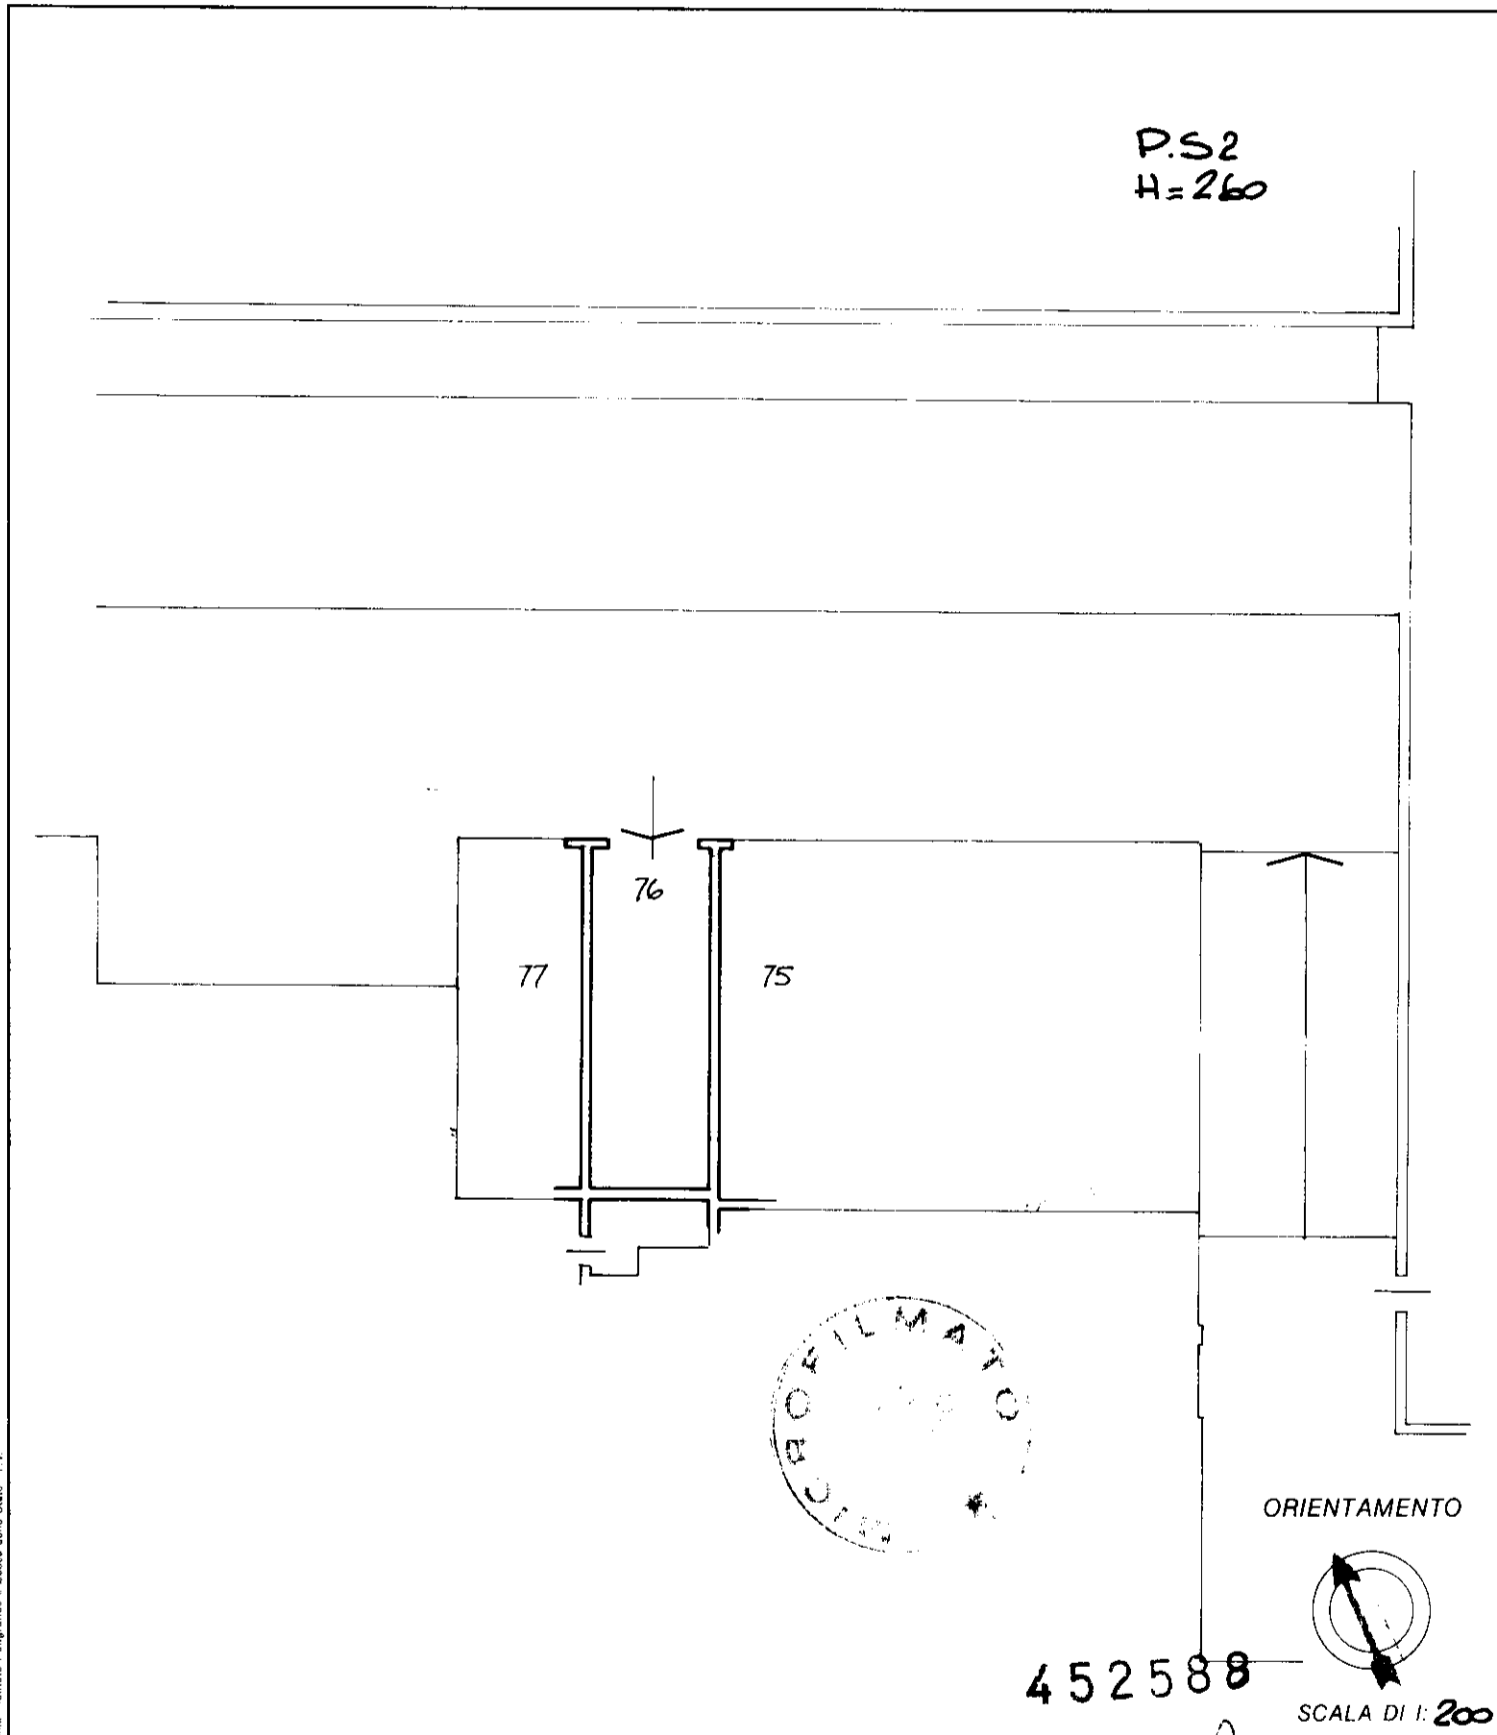 P.S2
H=260
76
77
75
MICROFILMATO
ORIENTAMENTO
452588
SCALA DI 1:200